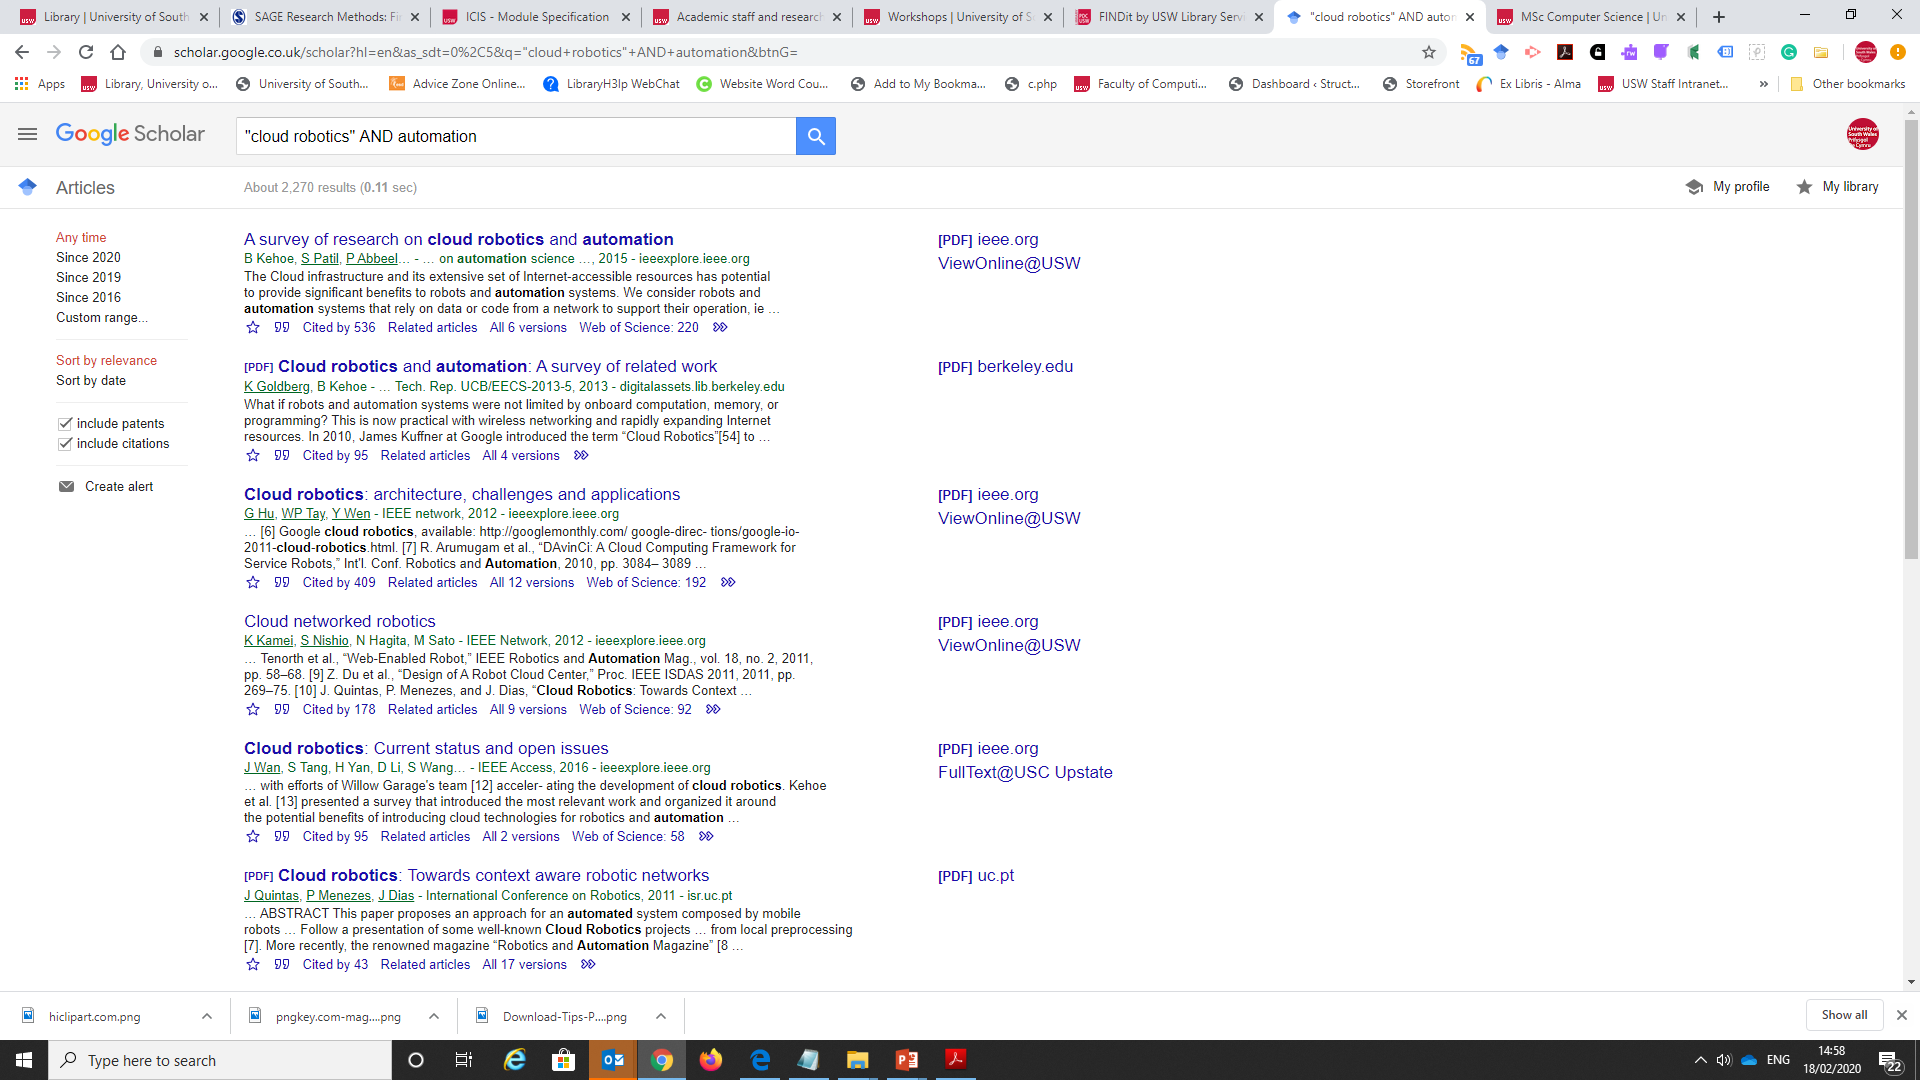 Library | University of South
SAGE Research Methods: Fi
ICIS - Module Specification
Academic staff and research
Workshops | University of S
FINDit by USW Library Servi
"cloud robotics" AND autom
MSc Computer Science | Un
scholar.google.co.uk/scholar?hl=en&as_sdt=0%2C5&q="cloud+robotics"+AND+automation&btnG=
67
Apps
Library, University o...
University of South...
Advice Zone Online...
LibraryH3lp WebChat
Website Word Cou...
Add to My Bookma...
c.php
Faculty of Computi...
Dashboard ‹ Struct...
Storefront
Ex Libris - Alma
USW Staff Intranet...
»
Other bookmarks
Google Scholar
"cloud robotics" AND automation
Articles
About 2,270 results (0.11 sec)
My profile
My library
Any time
Since 2020
Since 2019
Since 2016
Custom range...
Sort by relevance
Sort by date
include patents
include citations
Create alert
A survey of research on cloud robotics and automation
B Kehoe, S Patil, P Abbeel… - … on automation science …, 2015 - ieeexplore.ieee.org
The Cloud infrastructure and its extensive set of Internet-accessible resources has potential
to provide significant benefits to robots and automation systems. We consider robots and
automation systems that rely on data or code from a network to support their operation, ie …
Cited by 536 Related articles All 6 versions Web of Science: 220
[PDF] ieee.org
ViewOnline@USW
[PDF] Cloud robotics and automation: A survey of related work
K Goldberg, B Kehoe - … Tech. Rep. UCB/EECS-2013-5, 2013 - digitalassets.lib.berkeley.edu
What if robots and automation systems were not limited by onboard computation, memory, or
programming? This is now practical with wireless networking and rapidly expanding Internet
resources. In 2010, James Kuffner at Google introduced the term “Cloud Robotics”[54] to …
Cited by 95 Related articles All 4 versions
[PDF] berkeley.edu
Cloud robotics: architecture, challenges and applications
G Hu, WP Tay, Y Wen - IEEE network, 2012 - ieeexplore.ieee.org
… [6] Google cloud robotics, available: http://googlemonthly.com/ google-direc- tions/google-io-
2011-cloud-robotics.html. [7] R. Arumugam et al., “DAvinCi: A Cloud Computing Framework for
Service Robots,” Int'l. Conf. Robotics and Automation, 2010, pp. 3084– 3089 …
Cited by 409 Related articles All 12 versions Web of Science: 192
[PDF] ieee.org
ViewOnline@USW
Cloud networked robotics
K Kamei, S Nishio, N Hagita, M Sato - IEEE Network, 2012 - ieeexplore.ieee.org
… Tenorth et al., “Web-Enabled Robot,” IEEE Robotics and Automation Mag., vol. 18, no. 2, 2011,
pp. 58–68. [9] Z. Du et al., “Design of A Robot Cloud Center,” Proc. IEEE ISDAS 2011, 2011, pp.
269–75. [10] J. Quintas, P. Menezes, and J. Dias, “Cloud Robotics: Towards Context …
Cited by 178 Related articles All 9 versions Web of Science: 92
[PDF] ieee.org
ViewOnline@USW
Cloud robotics: Current status and open issues
J Wan, S Tang, H Yan, D Li, S Wang… - IEEE Access, 2016 - ieeexplore.ieee.org
… with efforts of Willow Garage's team [12] acceler- ating the development of cloud robotics. Kehoe
et al. [13] presented a survey that introduced the most relevant work and organized it around
the potential benefits of introducing cloud technologies for robotics and automation …
Cited by 95 Related articles All 2 versions Web of Science: 58
[PDF] ieee.org
FullText@USC Upstate
[PDF] Cloud robotics: Towards context aware robotic networks
J Quintas, P Menezes, J Dias - International Conference on Robotics, 2011 - isr.uc.pt
… ABSTRACT This paper proposes an approach for an automated system composed by mobile
robots … Follow a presentation of some well-known Cloud Robotics projects … from local preprocessing
[7]. More recently, the renowned magazine “Robotics and Automation Magazine” [8 …
Cited by 43 Related articles All 17 versions
[PDF] uc.pt
hiclipart.com.png
pngkey.com-mag....png
Download-Tips-P....png
Show all
Type here to search
ENG
14:58
18/02/2020
22